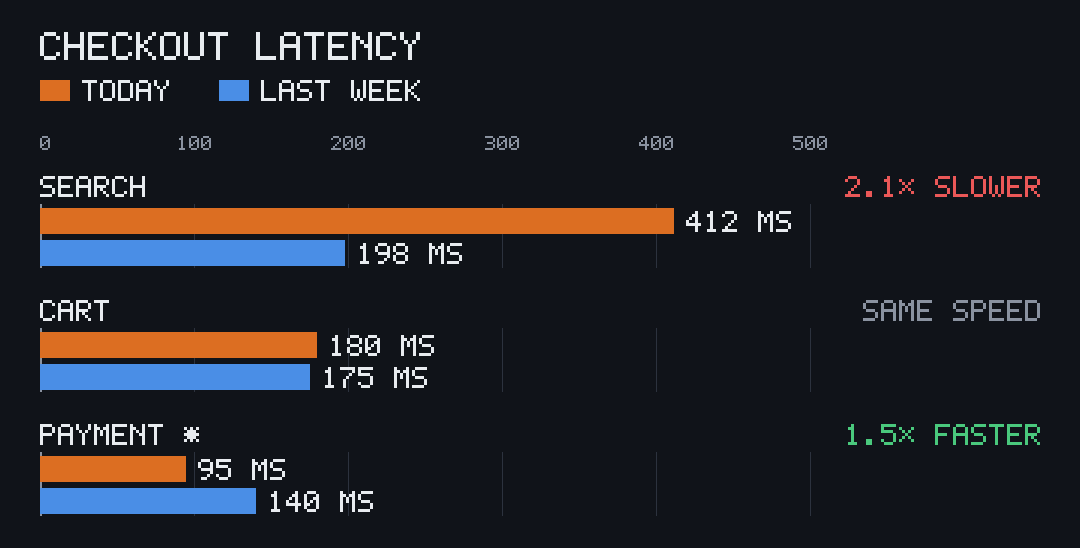 CHECKOUT LATENCY
TODAY LAST WEEK
0 100 200 300 400 500
SEARCH 2.1× SLOWER
412 MS
198 MS
CART SAME SPEED
180 MS
175 MS
PAYMENT * 1.5× FASTER
95 MS
140 MS